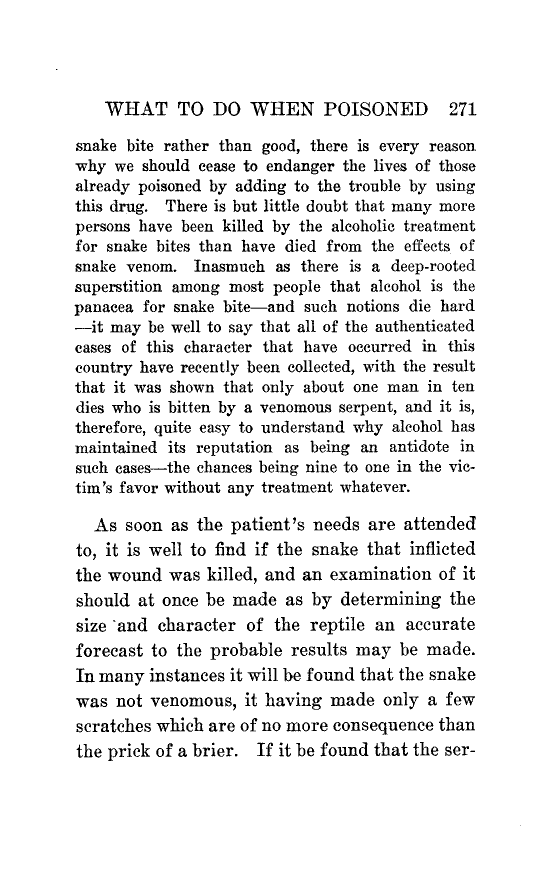 WHAT TO DO WHEN POISONED 271
snake bite rather than good, there is every reason
why we should cease to endanger the lives of those
already poisoned by adding to the trouble by using
this drug. There is but little doubt that many more
persons have been killed by the alcoholic treatment
for snake bites than have died from the effects of
snake venom. Inasmuch as there is a deep-rooted
superstition among most people that alcohol is the
panacea for snake bite—and such notions die hard
—it may be well to say that all of the authenticated
cases of this character that have occurred in this
country have recently been collected, with the result
that it was shown that only about one man in ten
dies who is bitten by a venomous serpent, and it is,
therefore, quite easy to understand why alcohol has
maintained its reputation as being an antidote in
such cases—the chances being nine to one in the vic-
tim's favor without any treatment whatever.
As soon as the patient's needs are attended
to, it is well to find if the snake that inflicted
the wound was killed, and an examination of it
should at once be made as by determining the
size and character of the reptile an accurate
forecast to the probable results may be made.
In many instances it will be found that the snake
was not venomous, it having made only a few
scratches which are of no more consequence than
the prick of a brier. If it be found that the ser-